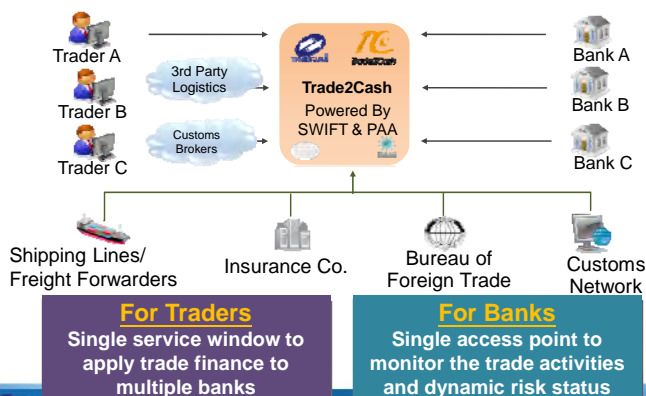 Trader A
3rd Party
Logistics
Trader B
Customs
Brokers
Trader C
Trade2Cash
Powered By
SWIFT & PAA
Bank A
Bank B
Bank C
Shipping Lines/
Freight Forwarders
Insurance Co.
Bureau of
Foreign Trade
Customs
Network
For Traders
Single service window to
apply trade finance to
multiple banks
For Banks
Single access point to
monitor the trade activities
and dynamic risk status